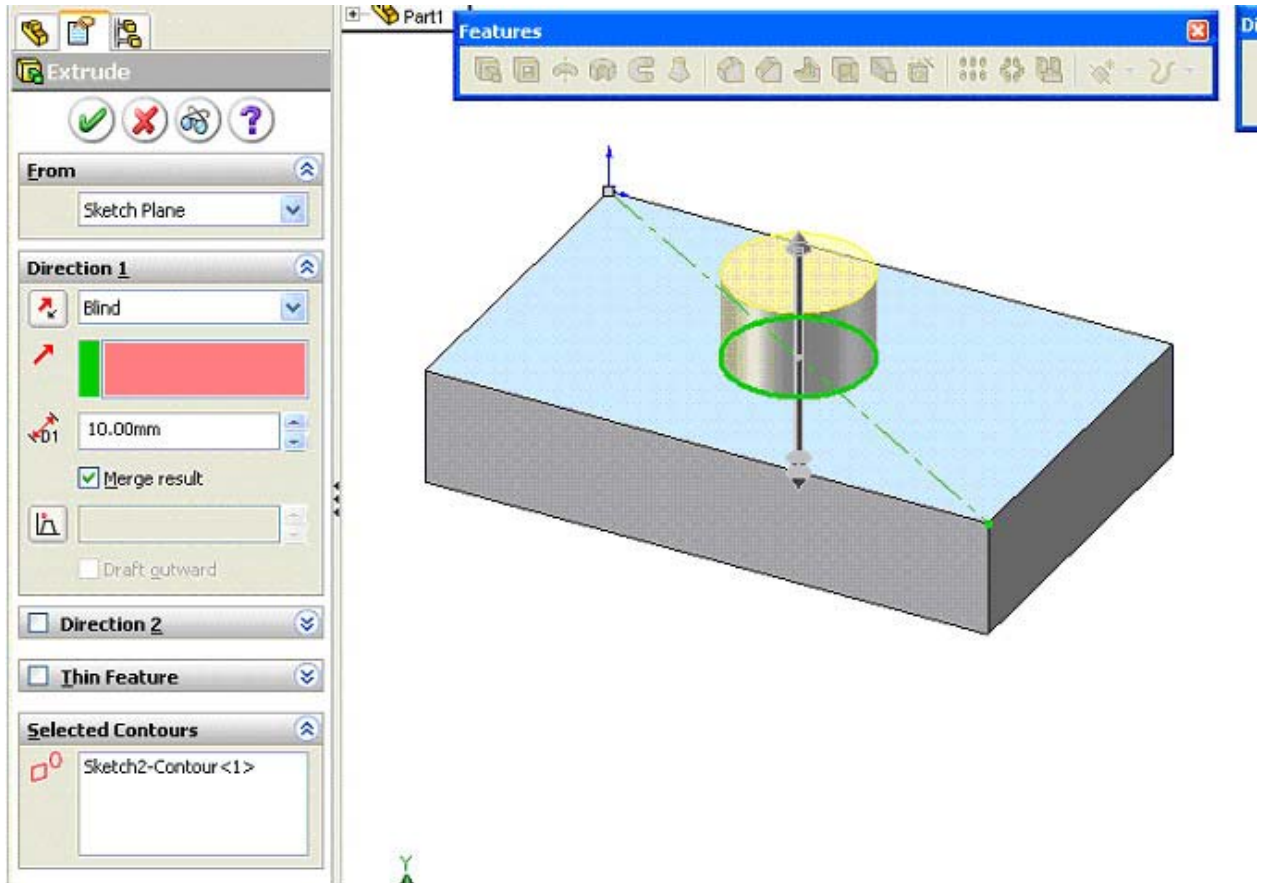 Part1
Features
Di
Extrude
?
From
Sketch Plane
Direction 1
Blind
D1
10.00mm
Merge result
Draft outward
Direction 2
Thin Feature
Selected Contours
Sketch2-Contour<1>
Y